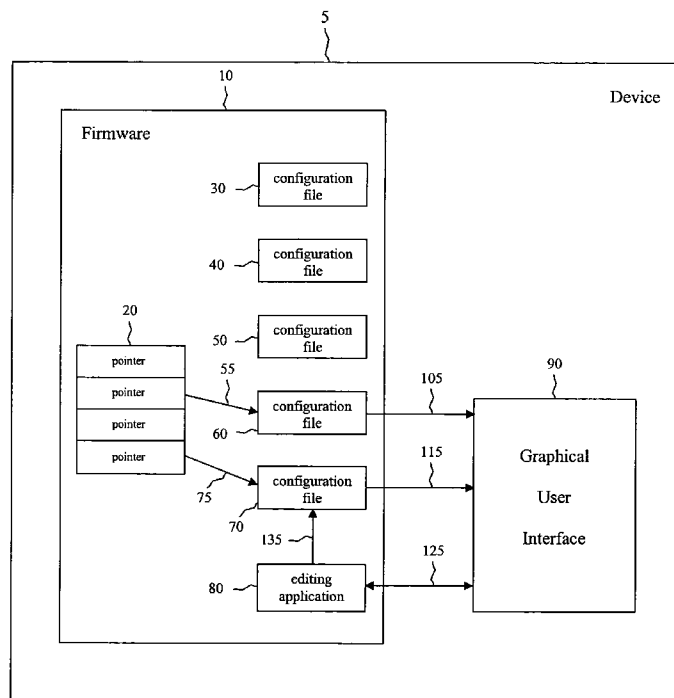 5
10
Device
Firmware
30
configuration
file
40
configuration
file
50
configuration
file
20
pointer
pointer
pointer
pointer
55
75
60
configuration
file
70
configuration
file
135
80
editing
application
105
115
125
90
Graphical
User
Interface